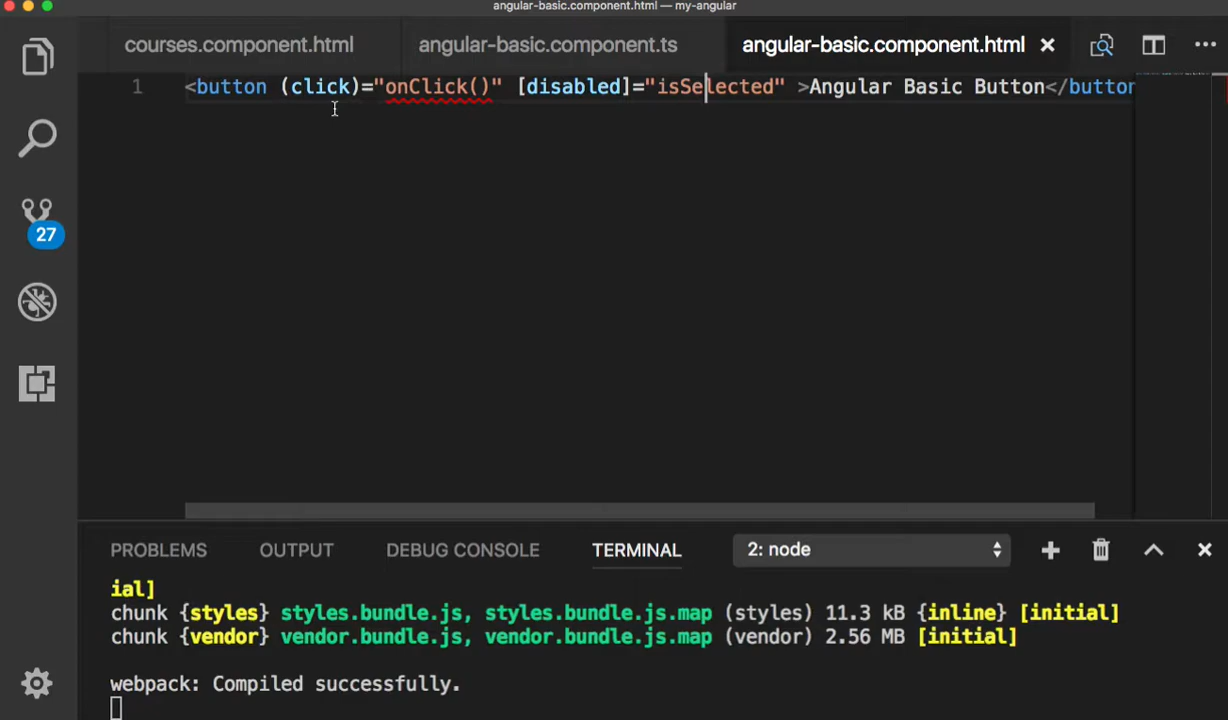 angular-basic.component.html — my-angular
courses.component.html angular-basic.component.ts angular-basic.component.html
1 <button (click)="onClick()" [disabled]="isSelected" >Angular Basic Button</button
27
PROBLEMS OUTPUT DEBUG CONSOLE TERMINAL 2: node
ial]
chunk {styles} styles.bundle.js, styles.bundle.js.map (styles) 11.3 kB {inline} [initial]
chunk {vendor} vendor.bundle.js, vendor.bundle.js.map (vendor) 2.56 MB [initial]
webpack: Compiled successfully.